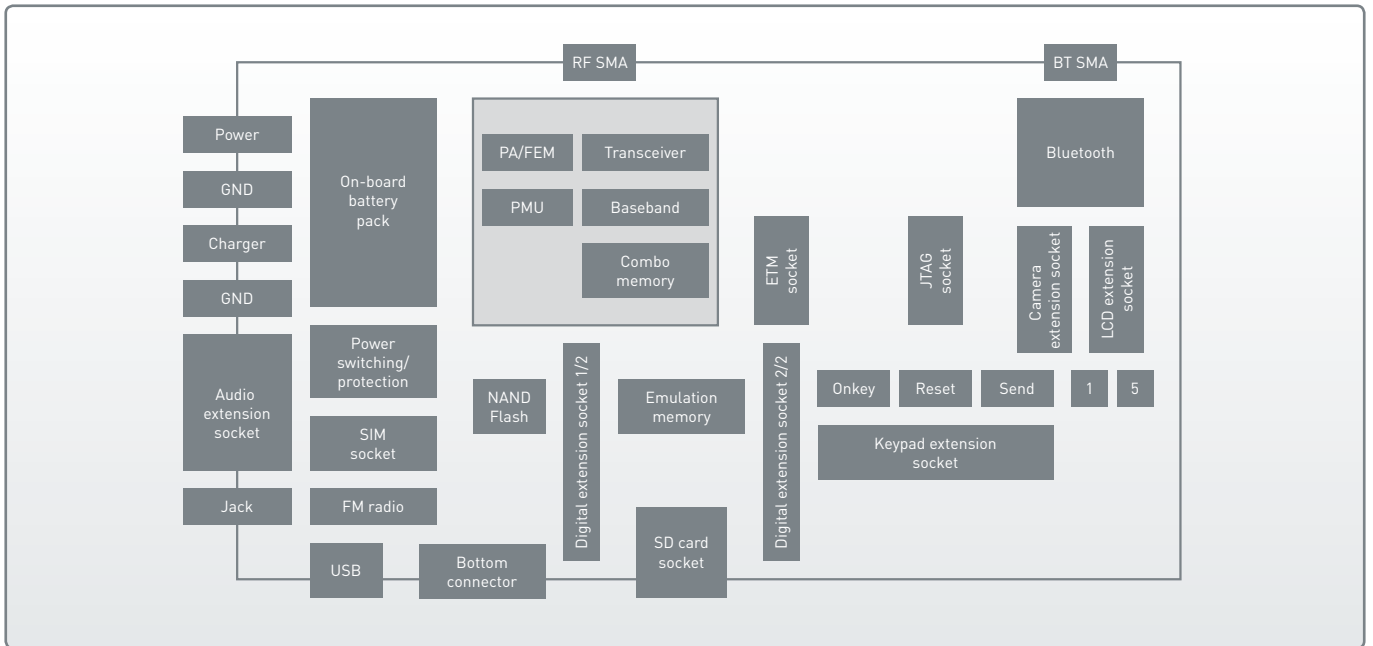 RF SMA
BT SMA
Power
GND
Charger
GND
Audio
extension
socket
Jack
On-board
battery
pack
Power
switching/
protection
SIM
socket
FM radio
USB
Bottom
connector
PA/FEM
Transceiver
PMU
Baseband
Combo
memory
NAND
Flash
Digital extension socket 1/2
Emulation
memory
SD card
socket
Digital extension socket 2/2
ETM
socket
JTAG
socket
Bluetooth
Camera
extension socket
LCD extension
socket
Onkey
Reset
Send
1
5
Keypad extension
socket